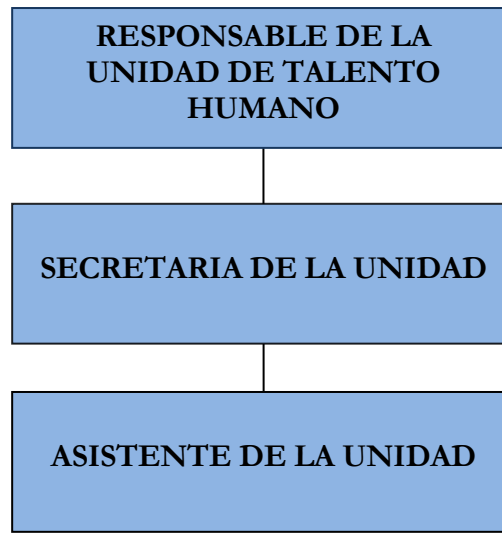 RESPONSABLE DE LA
UNIDAD DE TALENTO
HUMANO
SECRETARIA DE LA UNIDAD
ASISTENTE DE LA UNIDAD